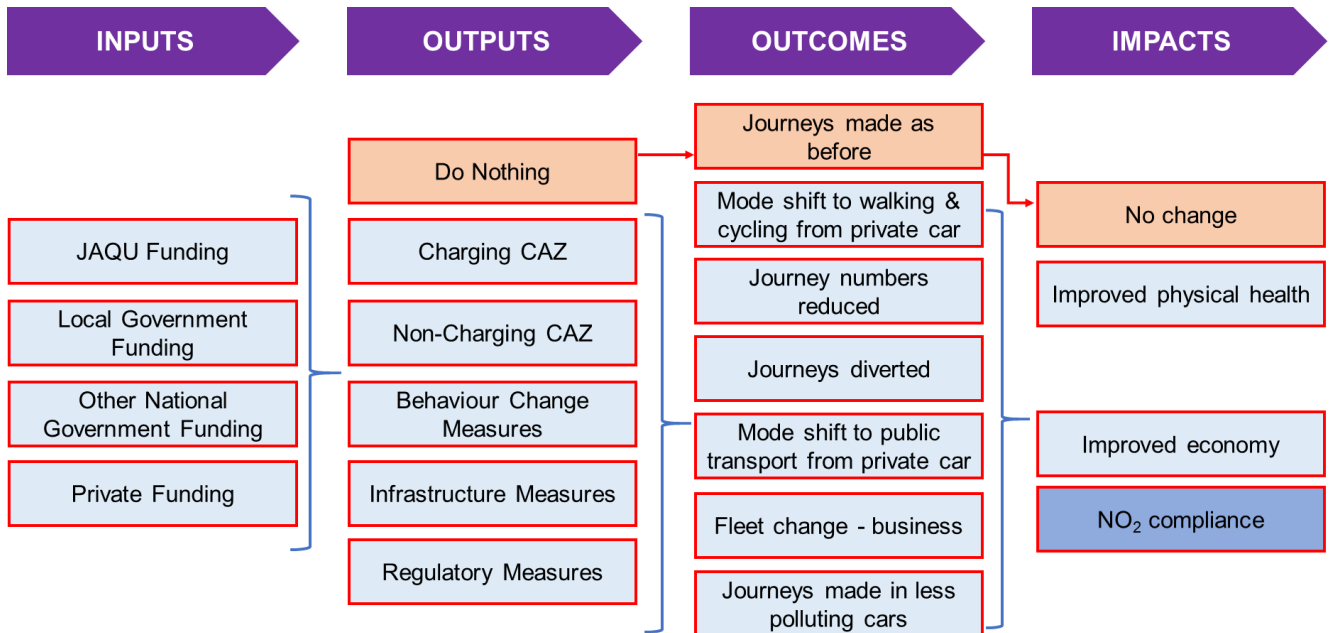 INPUTS
OUTPUTS
OUTCOMES
IMPACTS
JAQU Funding
Local Government
Funding
Other National
Government Funding
Private Funding
Do Nothing
Charging CAZ
Non-Charging CAZ
Behaviour Change
Measures
Infrastructure Measures
Regulatory Measures
Journeys made as
before
Mode shift to walking &
cycling from private car
Journey numbers
reduced
Journeys diverted
Mode shift to public
transport from private car
Fleet change - business
Journeys made in less
polluting cars
No change
Improved physical health
Improved economy
NO₂ compliance